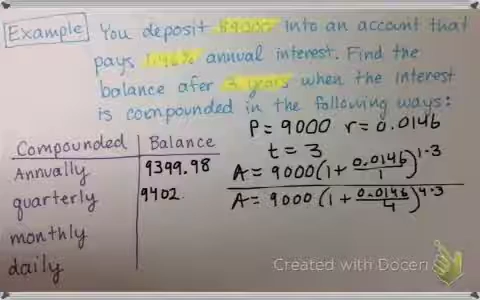 Example You deposit $9000 into an account that
pays 1.46% annual interest. Find the
balance afer 3 years when the interest
is compounded in the following ways:
P = 9000 r = 0.0146
t = 3
Compounded Balance
Annually 9399.98
A = 9000(1 + 0.0146/1)^1·3
quarterly 9402.
A = 9000(1 + 0.0146/4)^4·3
monthly
daily
Created with Doceri